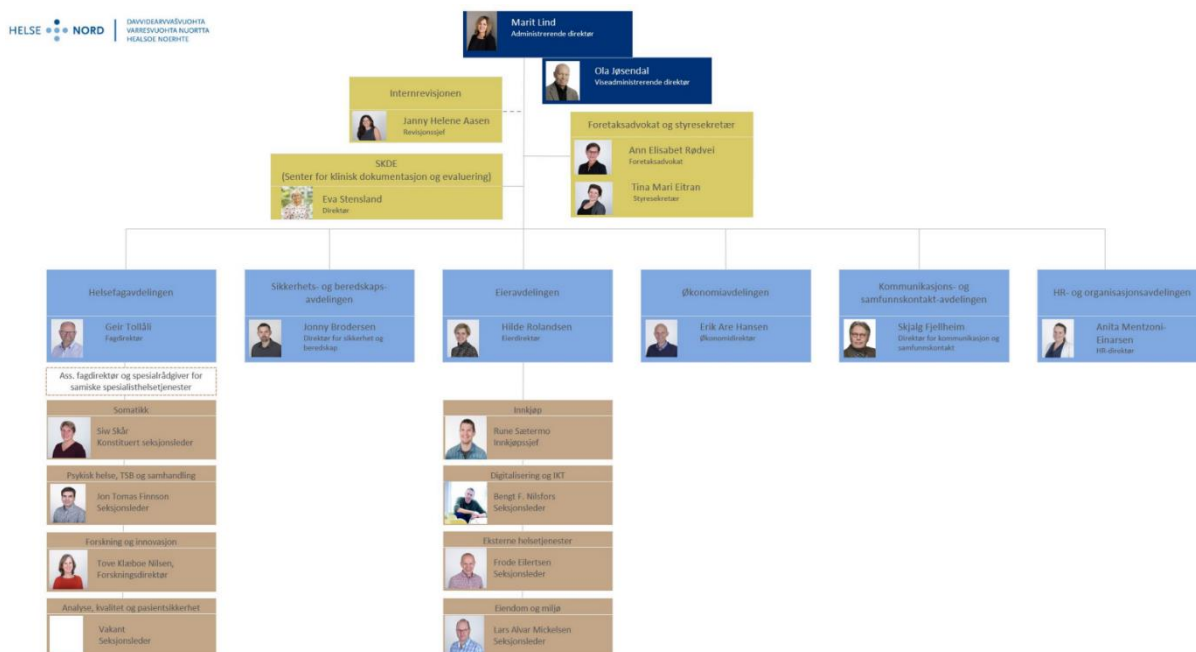 HELSE NORD
DAVVIDEARVVAŠVUOHTA
VARRESVUOHTA NUORTTA
HEALSOE NOERHTE
Marit Lind
Administrerende direktør
Ola Jøsendal
Viseadministrerende direktør
Internrevisjonen
Janny Helene Aasen
Revisjonssjef
Foretaksadvokat og styresekretær
Ann Elisabet Rødvei
Foretaksadvokat
Tina Mari Eitran
Styresekretær
SKDE
(Senter for klinisk dokumentasjon og evaluering)
Eva Stensland
Direktør
Helsefagavdelingen
Geir Tollåli
Fagdirektør
Sikkerhets- og beredskaps-
avdelingen
Jonny Brodersen
Direktør for sikkerhet og
beredskap
Eieravdelingen
Hilde Rolandsen
Eierdirektør
Økonomiavdelingen
Erik Are Hansen
Økonomidirektør
Kommunikasjons- og
samfunnskontakt-avdelingen
Skjalg Fjellheim
Direktør for kommunikasjon og
samfunnskontakt
HR- og organisasjonsavdelingen
Anita Mentzoni-
Einarsen
HR-direktør
Ass. fagdirektør og spesialrådgiver for
samiske spesialisthelsetjenester
Somatikk
Siw Skår
Konstituert seksjonsleder
Psykisk helse, TSB og samhandling
Jon Tomas Finnson
Seksjonsleder
Forskning og innovasjon
Tove Klæboe Nilsen,
Forskningsdirektør
Analyse, kvalitet og pasientsikkerhet
Vakant
Seksjonsleder
Innkjøp
Rune Sætermo
Innkjøpssjef
Digitalisering og IKT
Bengt F. Nilsfors
Seksjonsleder
Eksterne helsetjenester
Frode Eilertsen
Seksjonsleder
Eiendom og miljø
Lars Alvar Mickelsen
Seksjonsleder